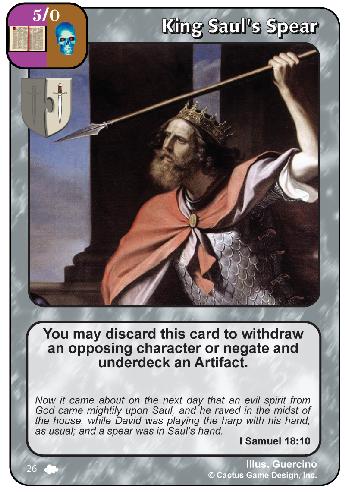 5/0
King Saul's Spear
You may discard this card to withdraw
an opposing character or negate and
underdeck an Artifact.
Now it came about on the next day that an evil spirit from
God came mightily upon Saul, and he raved in the midst of
the house, while David was playing the harp with his hand,
as usual; and a spear was in Saul's hand.
I Samuel 18:10
26
Illus. Guercino
© Cactus Game Design, Inc.